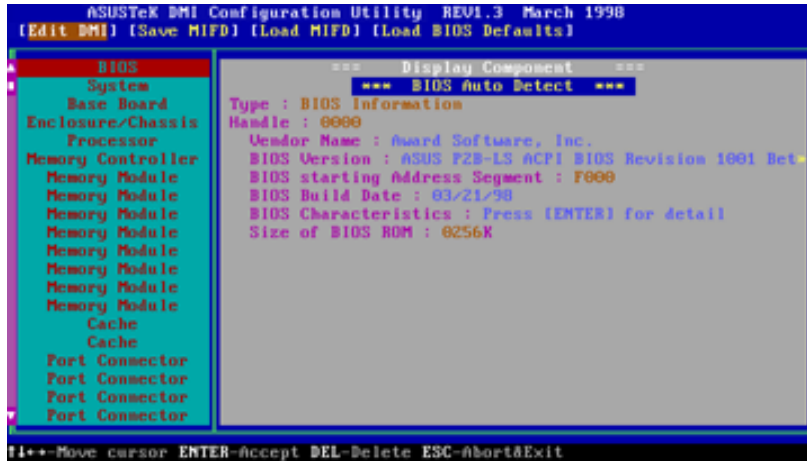 ASUSTeK DMI Configuration Utility REV1.3 March 1998
[Edit DMI] [Save MIFD] [Load MIFD] [Load BIOS Defaults]
BIOS
System
Base Board
Enclosure/Chassis
Processor
Memory Controller
Memory Module
Memory Module
Memory Module
Memory Module
Memory Module
Memory Module
Memory Module
Memory Module
Cache
Cache
Port Connector
Port Connector
Port Connector
Port Connector
=== Display Component ===
*** BIOS Auto Detect ***
Type : BIOS Information
Handle : 0000
Vendor Name : Award Software, Inc.
BIOS Version : ASUS P2B-LS ACPI BIOS Revision 1001 Bet
BIOS starting Address Segment : F000
BIOS Build Date : 03/21/98
BIOS Characteristics : Press [ENTER] for detail
Size of BIOS ROM : 0256K
↑↓←→-Move cursor ENTER-Accept DEL-Delete ESC-Abort&Exit